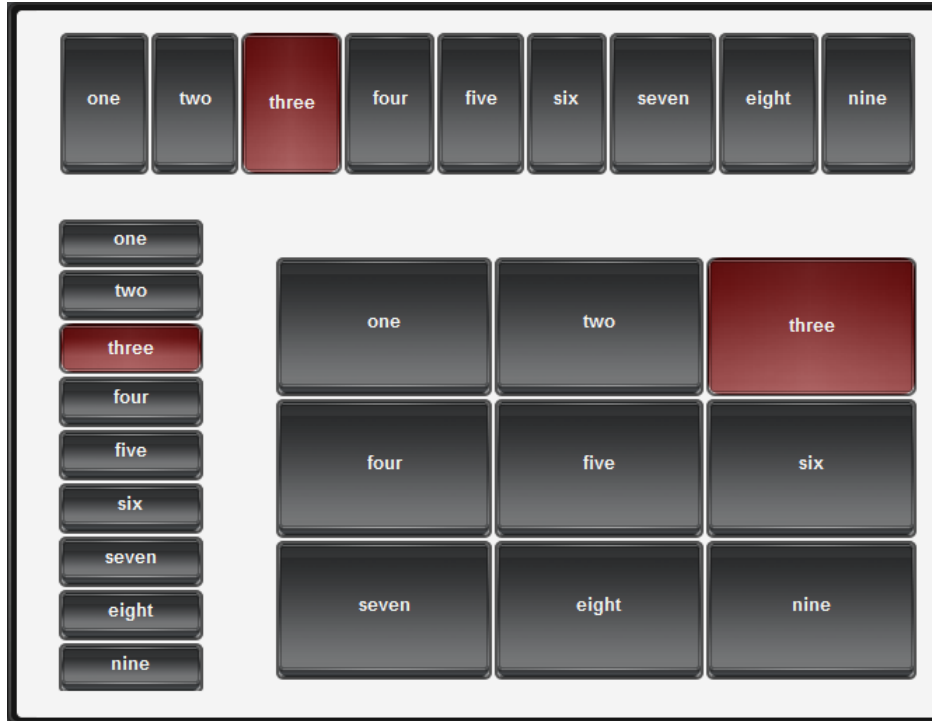 one two three four five six seven eight nine
one
two
three
four
five
six
seven
eight
nine
one two three
four five six
seven eight nine